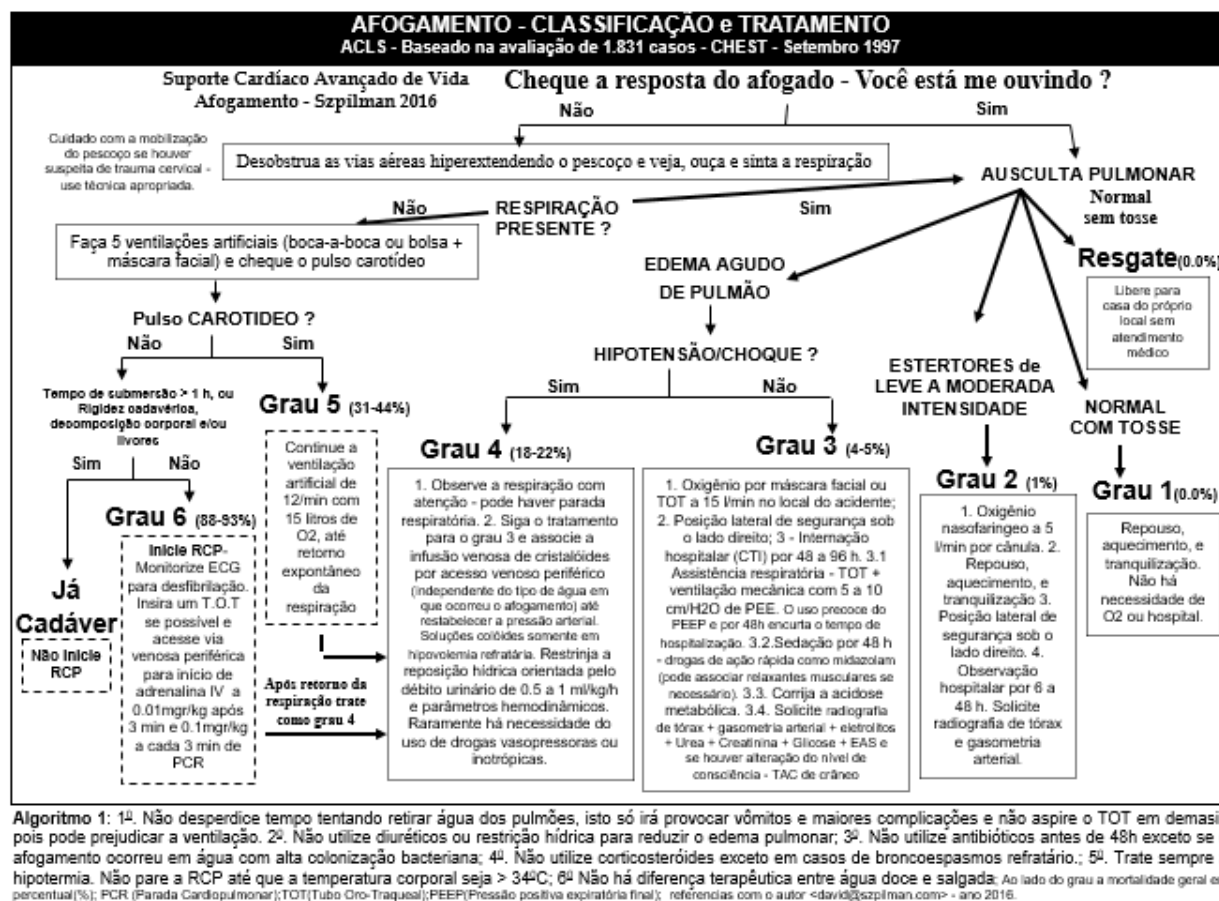 AFOGAMENTO - CLASSIFICAÇÃO e TRATAMENTO
ACLS - Baseado na avaliação de 1.831 casos - CHEST - Setembro 1997
Suporte Cardíaco Avançado de Vida
Afogamento - Szpilman 2016
Cheque a resposta do afogado - Você está me ouvindo ?
Não
Sim
Cuidado com a mobilização
do pescoço se houver
suspeita de trauma cervical -
use técnica apropriada.
Desobstrua as vias aéreas hiperextendendo o pescoço e veja, ouça e sinta a respiração
AUSCULTA PULMONAR
Normal
sem tosse
Não
RESPIRAÇÃO
PRESENTE ?
Sim
Faça 5 ventilações artificiais (boca-a-boca ou bolsa +
máscara facial) e cheque o pulso carotídeo
EDEMA AGUDO
DE PULMÃO
Resgate(0.0%)
Libere para
casa do próprio
local sem
atendimento
médico
Pulso CAROTIDEO ?
Não
Sim
HIPOTENSÃO/CHOQUE ?
Sim
Não
ESTERTORES de
LEVE A MODERADA
INTENSIDADE
NORMAL
COM TOSSE
Tempo de submersão > 1 h, ou
Rigidez cadavérica,
decomposição corporal e/ou
livores
Sim
Não
Grau 5 (31-44%)
Continue a
ventilação
artificial de
12/min com
15 litros de
O2, até
retorno
expontâneo
da
respiração
Grau 4 (18-22%)
1. Observe a respiração com
atenção - pode haver parada
respiratória. 2. Siga o tratamento
para o grau 3 e associe a
infusão venosa de cristalóides
por acesso venoso periférico
(independente do tipo de água em
que ocorreu o afogamento) até
restabelecer a pressão arterial.
Soluções colóides somente em
hipovolemia refratária. Restrinja a
reposição hídrica orientada pelo
débito urinário de 0.5 a 1 ml/kg/h
e parâmetros hemodinâmicos.
Raramente há necessidade do
uso de drogas vasopressoras ou
inotrópicas.
Grau 3 (4-5%)
1. Oxigênio por máscara facial ou
TOT a 15 l/min no local do acidente;
2. Posição lateral de segurança sob
o lado direito; 3 - Internação
hospitalar (CTI) por 48 a 96 h. 3.1
Assistência respiratória - TOT +
ventilação mecânica com 5 a 10
cm/H2O de PEE. O uso precoce do
PEEP e por 48h encurta o tempo de
hospitalização. 3.2.Sedação por 48 h
- drogas de ação rápida como midazolam
(pode associar relaxantes musculares se
necessário). 3.3. Corrija a acidose
metabólica. 3.4. Solicite radiografia
de tórax + gasometria arterial + eletrolitos
+ Urea + Creatinina + Glicose + EAS e
se houver alteração do nível de
consciência - TAC de crâneo
Grau 2 (1%)
1. Oxigênio
nasofaríngeo a 5
l/min por cânula. 2.
Repouso,
aquecimento, e
tranquilização 3.
Posição lateral de
segurança sob o
lado direito. 4.
Observação
hospitalar por 6 a
48 h. Solicite
radiografia de tórax
e gasometria
arterial.
Grau 1(0.0%)
Repouso,
aquecimento, e
tranquilização.
Não há
necessidade de
O2 ou hospital.
Já
Cadáver
Não inicie
RCP
Grau 6 (88-93%)
Inicie RCP-
Monitorize ECG
para desfibrilação.
Insira um T.O.T
se possível e
acesse via
venosa periférica
para início de
adrenalina IV a
0.01mgr/kg após
3 min e 0.1mgr/kg
a cada 3 min de
PCR
Após retorno da
respiração trate
como grau 4
Algoritmo 1: 1º. Não desperdice tempo tentando retirar água dos pulmões, isto só irá provocar vômitos e maiores complicações e não aspire o TOT em demasi
pois pode prejudicar a ventilação. 2º. Não utilize diuréticos ou restrição hídrica para reduzir o edema pulmonar; 3º. Não utilize antibióticos antes de 48h exceto se
afogamento ocorreu em água com alta colonização bacteriana; 4º. Não utilize corticosteróides exceto em casos de broncoespasmos refratário.; 5º. Trate sempre
hipotermia. Não pare a RCP até que a temperatura corporal seja > 34ºC; 6º Não há diferença terapêutica entre água doce e salgada; Ao lado do grau a mortalidade geral e
percentual(%); PCR (Parada Cardiopulmonar);TOT(Tubo Oro-Traqueal);PEEP(Pressão positiva expiratória final); referências com o autor <david@szpilman.com> - ano 2016.